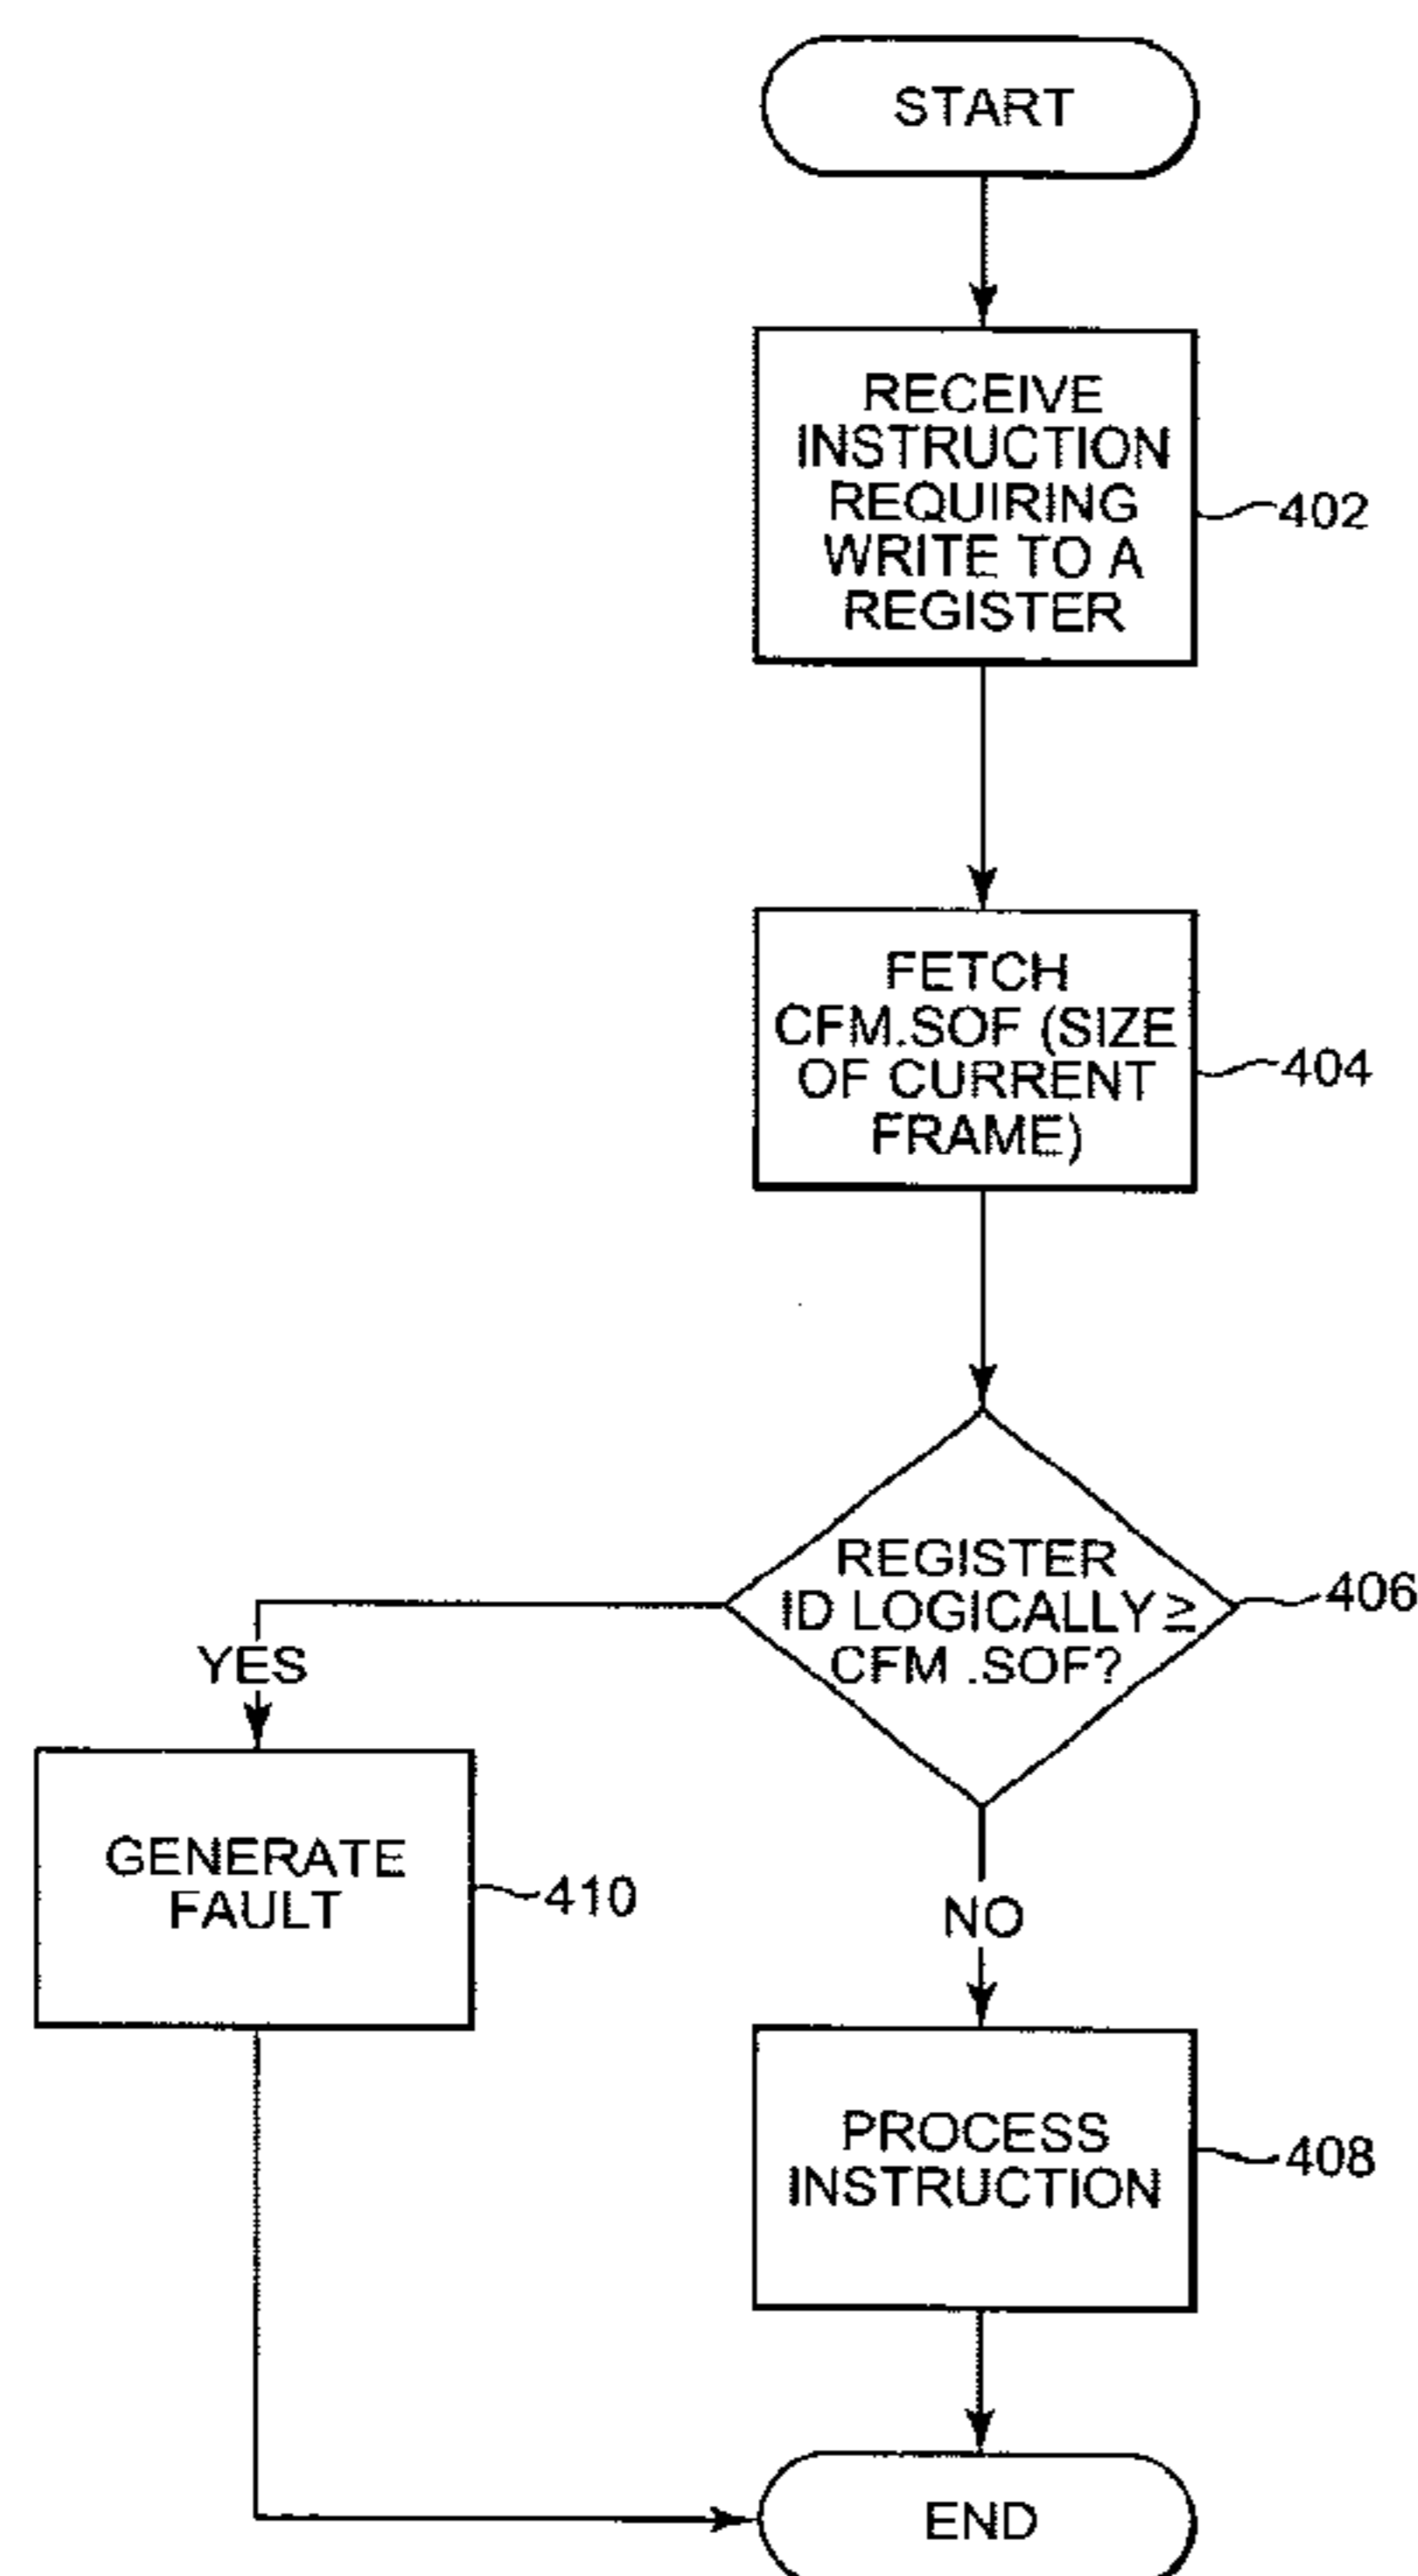 START
RECEIVE
INSTRUCTION
REQUIRING
WRITE TO A
REGISTER
402
FETCH
CFM.SOF (SIZE
OF CURRENT
FRAME)
404
REGISTER
ID LOGICALLY ≥
CFM .SOF?
406
YES
GENERATE
FAULT
410
NO
PROCESS
INSTRUCTION
408
END